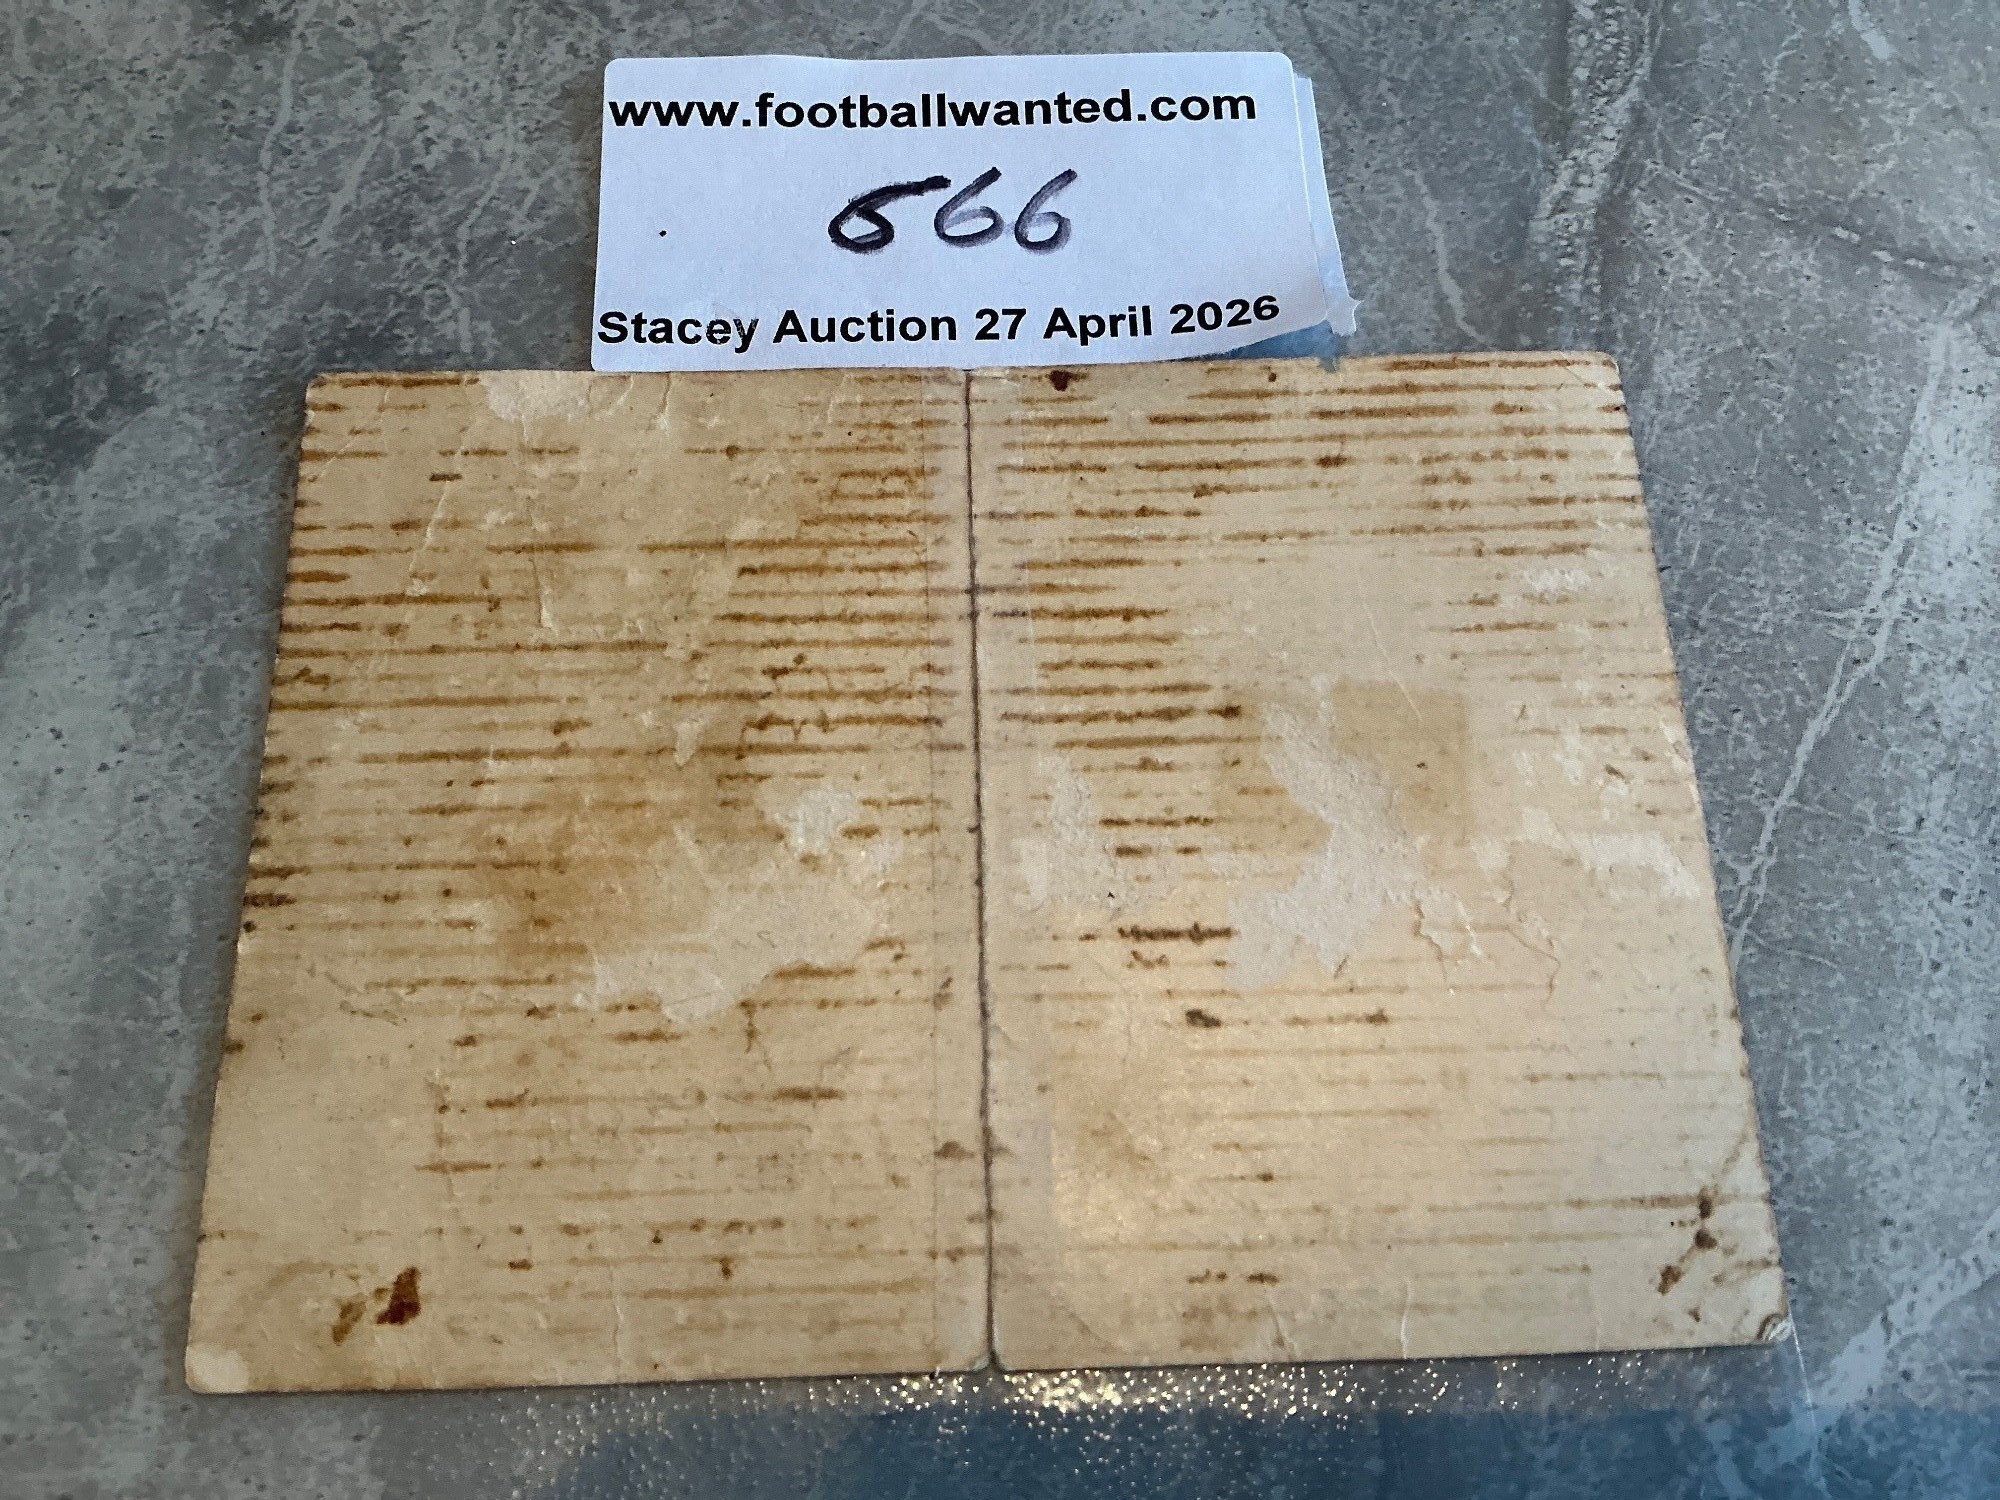 www.footballwanted.com
566
Stacey Auction 27 April 2026